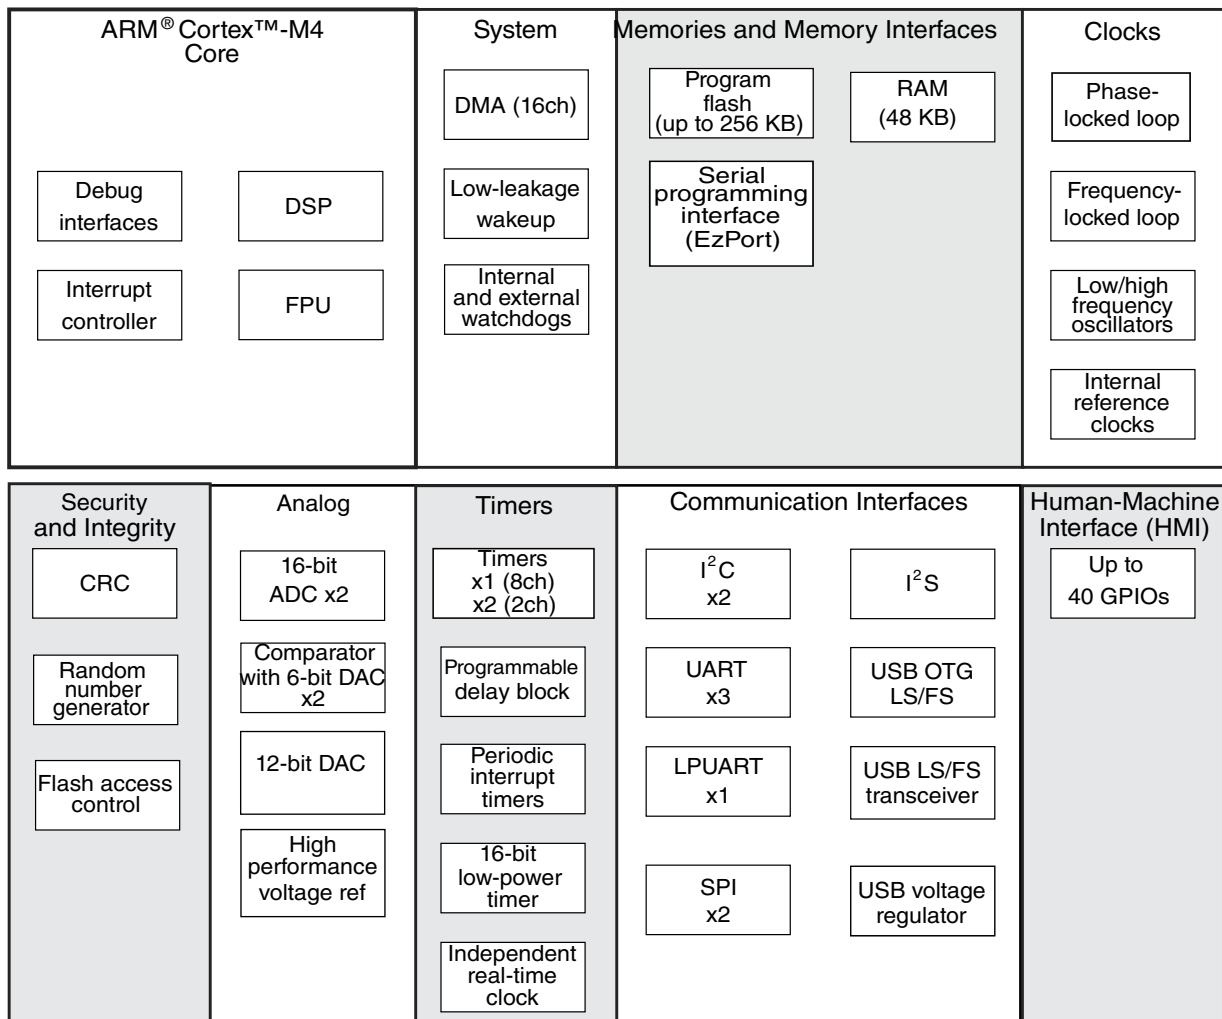 ARM® Cortex™-M4
Core
Debug
interfaces
DSP
Interrupt
controller
FPU
System
DMA (16ch)
Low-leakage
wakeup
Internal
and external
watchdogs
Memories and Memory Interfaces
Program
flash
(up to 256 KB)
RAM
(48 KB)
Serial
programming
interface
(EzPort)
Clocks
Phase-
locked loop
Frequency-
locked loop
Low/high
frequency
oscillators
Internal
reference
clocks
Security
and Integrity
CRC
Random
number
generator
Flash access
control
Analog
16-bit
ADC x2
Comparator
with 6-bit DAC
x2
12-bit DAC
High
performance
voltage ref
Timers
Timers
x1 (8ch)
x2 (2ch)
Programmable
delay block
Periodic
interrupt
timers
16-bit
low-power
timer
Independent
real-time
clock
Communication Interfaces
I²C
x2
I²S
UART
x3
USB OTG
LS/FS
LPUART
x1
USB LS/FS
transceiver
SPI
x2
USB voltage
regulator
Human-Machine
Interface (HMI)
Up to
40 GPIOs